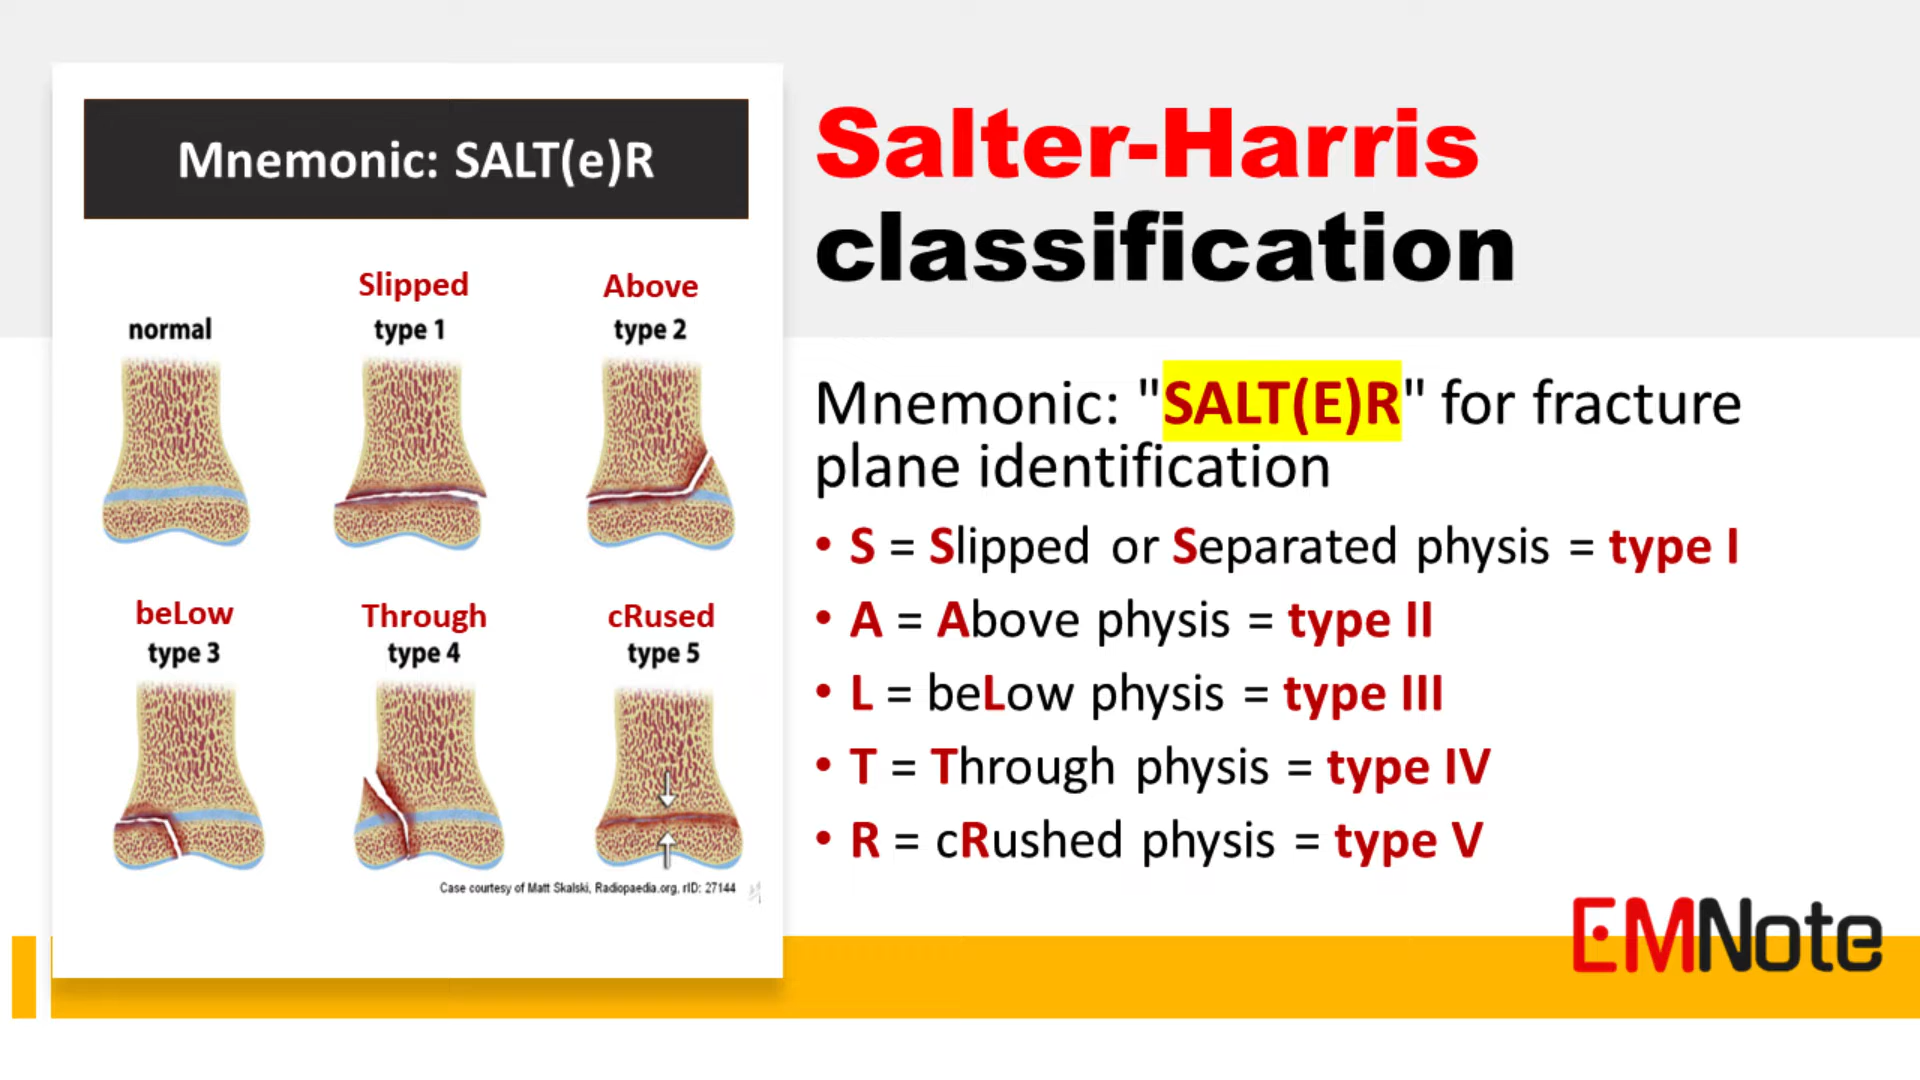 Mnemonic: SALT(e)R
Slipped
Above
normal
type 1
type 2
beLow
Through
cRused
type 3
type 4
type 5
Case courtesy of Matt Skalski, Radiopaedia.org, rID: 27144
Salter-Harris
classification
Mnemonic: "SALT(E)R" for fracture
plane identification
• S = Slipped or Separated physis = type I
• A = Above physis = type II
• L = beLow physis = type III
• T = Through physis = type IV
• R = cRushed physis = type V
EMNote